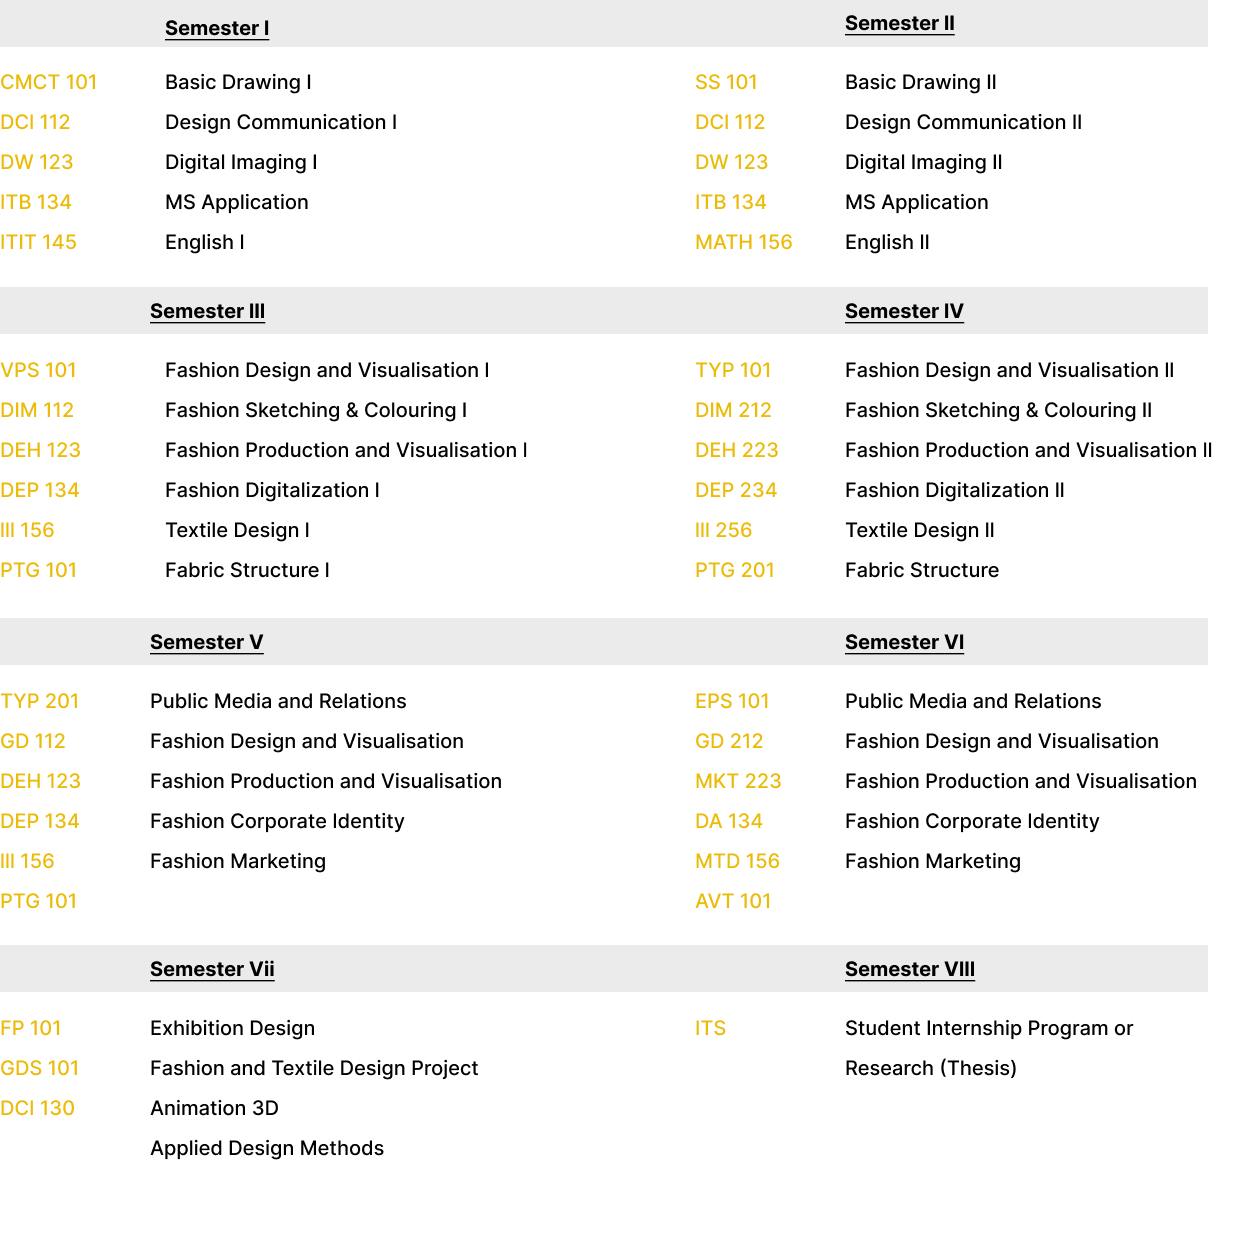 Semester I Semester II
CMCT 101 Basic Drawing I SS 101 Basic Drawing II
DCI 112 Design Communication I DCI 112 Design Communication II
DW 123 Digital Imaging I DW 123 Digital Imaging II
ITB 134 MS Application ITB 134 MS Application
ITIT 145 English I MATH 156 English II
Semester III Semester IV
VPS 101 Fashion Design and Visualisation I TYP 101 Fashion Design and Visualisation II
DIM 112 Fashion Sketching & Colouring I DIM 212 Fashion Sketching & Colouring II
DEH 123 Fashion Production and Visualisation I DEH 223 Fashion Production and Visualisation II
DEP 134 Fashion Digitalization I DEP 234 Fashion Digitalization II
III 156 Textile Design I III 256 Textile Design II
PTG 101 Fabric Structure I PTG 201 Fabric Structure
Semester V Semester VI
TYP 201 Public Media and Relations EPS 101 Public Media and Relations
GD 112 Fashion Design and Visualisation GD 212 Fashion Design and Visualisation
DEH 123 Fashion Production and Visualisation MKT 223 Fashion Production and Visualisation
DEP 134 Fashion Corporate Identity DA 134 Fashion Corporate Identity
III 156 Fashion Marketing MTD 156 Fashion Marketing
PTG 101 AVT 101
Semester Vii Semester VIII
FP 101 Exhibition Design ITS Student Internship Program or
GDS 101 Fashion and Textile Design Project Research (Thesis)
DCI 130 Animation 3D
Applied Design Methods